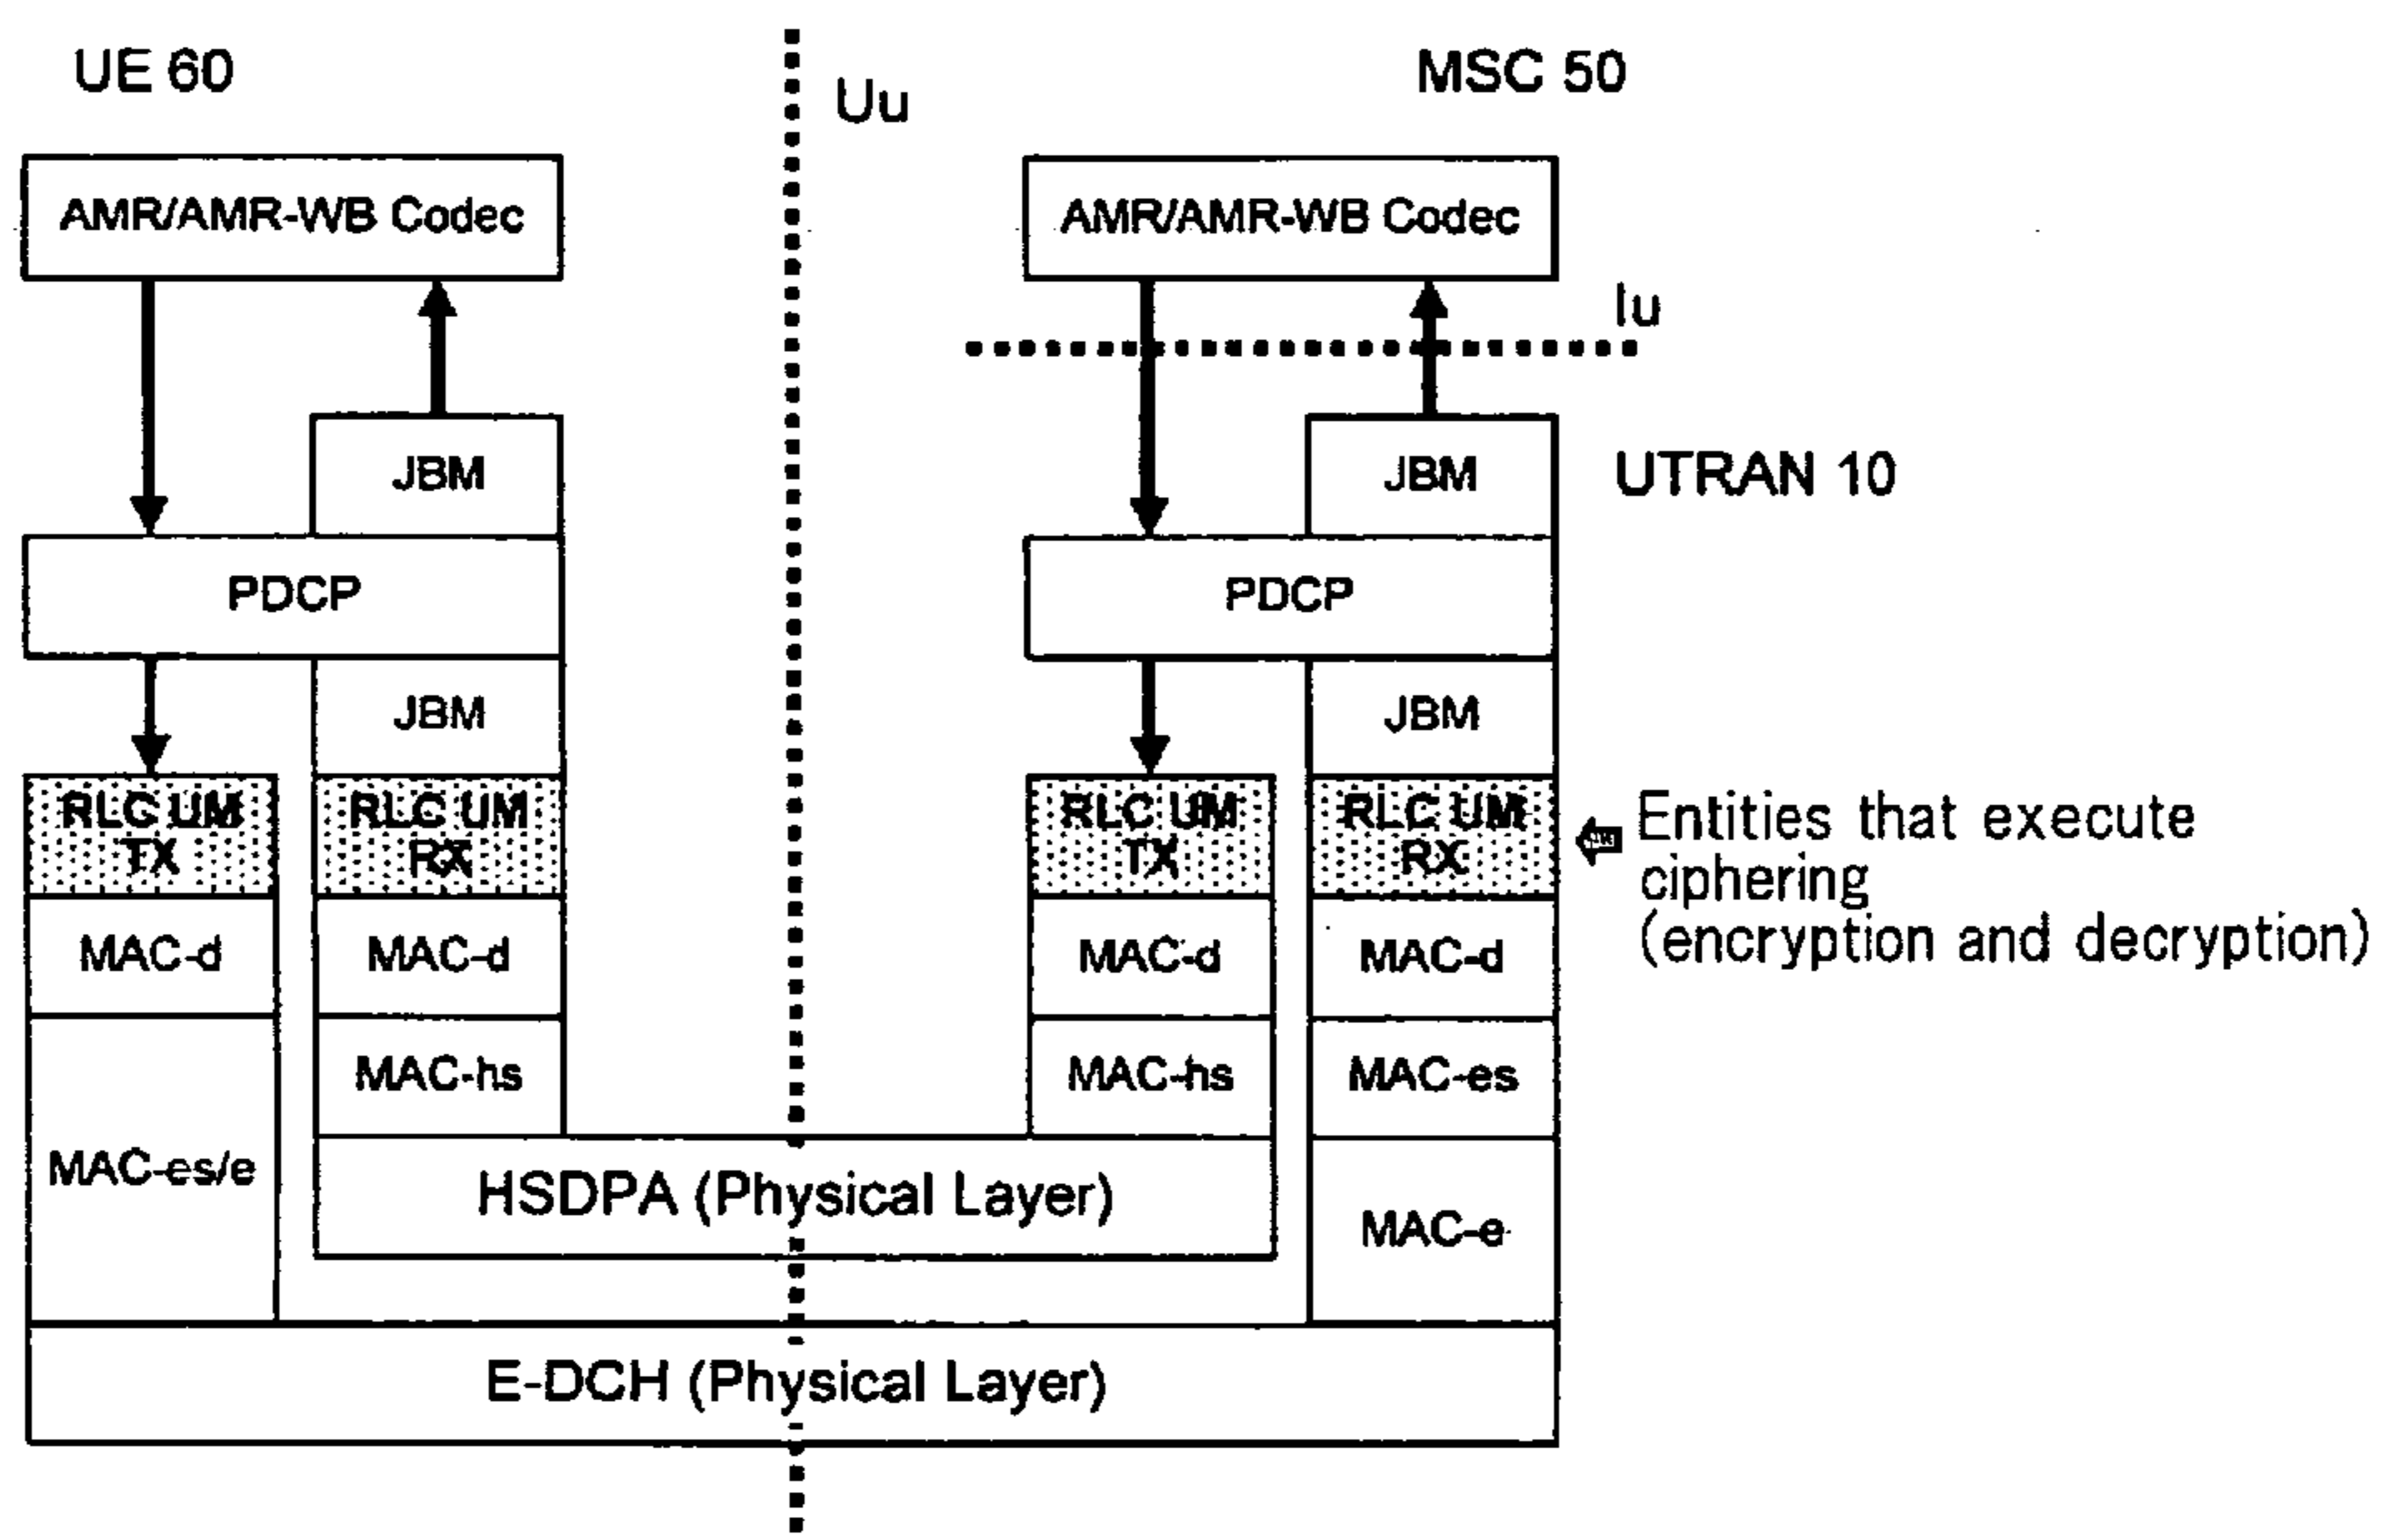 UE 60
Uu
MSC 50
AMR/AMR-WB Codec
AMR/AMR-WB Codec
Iu
JBM
JBM
UTRAN 10
PDCP
PDCP
JBM
JBM
RLC UM
TX
RLC UM
RX
RLC UM
TX
RLC UM
RX
Entities that execute
ciphering
(encryption and decryption)
MAC-d
MAC-d
MAC-d
MAC-d
MAC-hs
MAC-hs
MAC-es
MAC-es/e
HSDPA (Physical Layer)
MAC-e
E-DCH (Physical Layer)